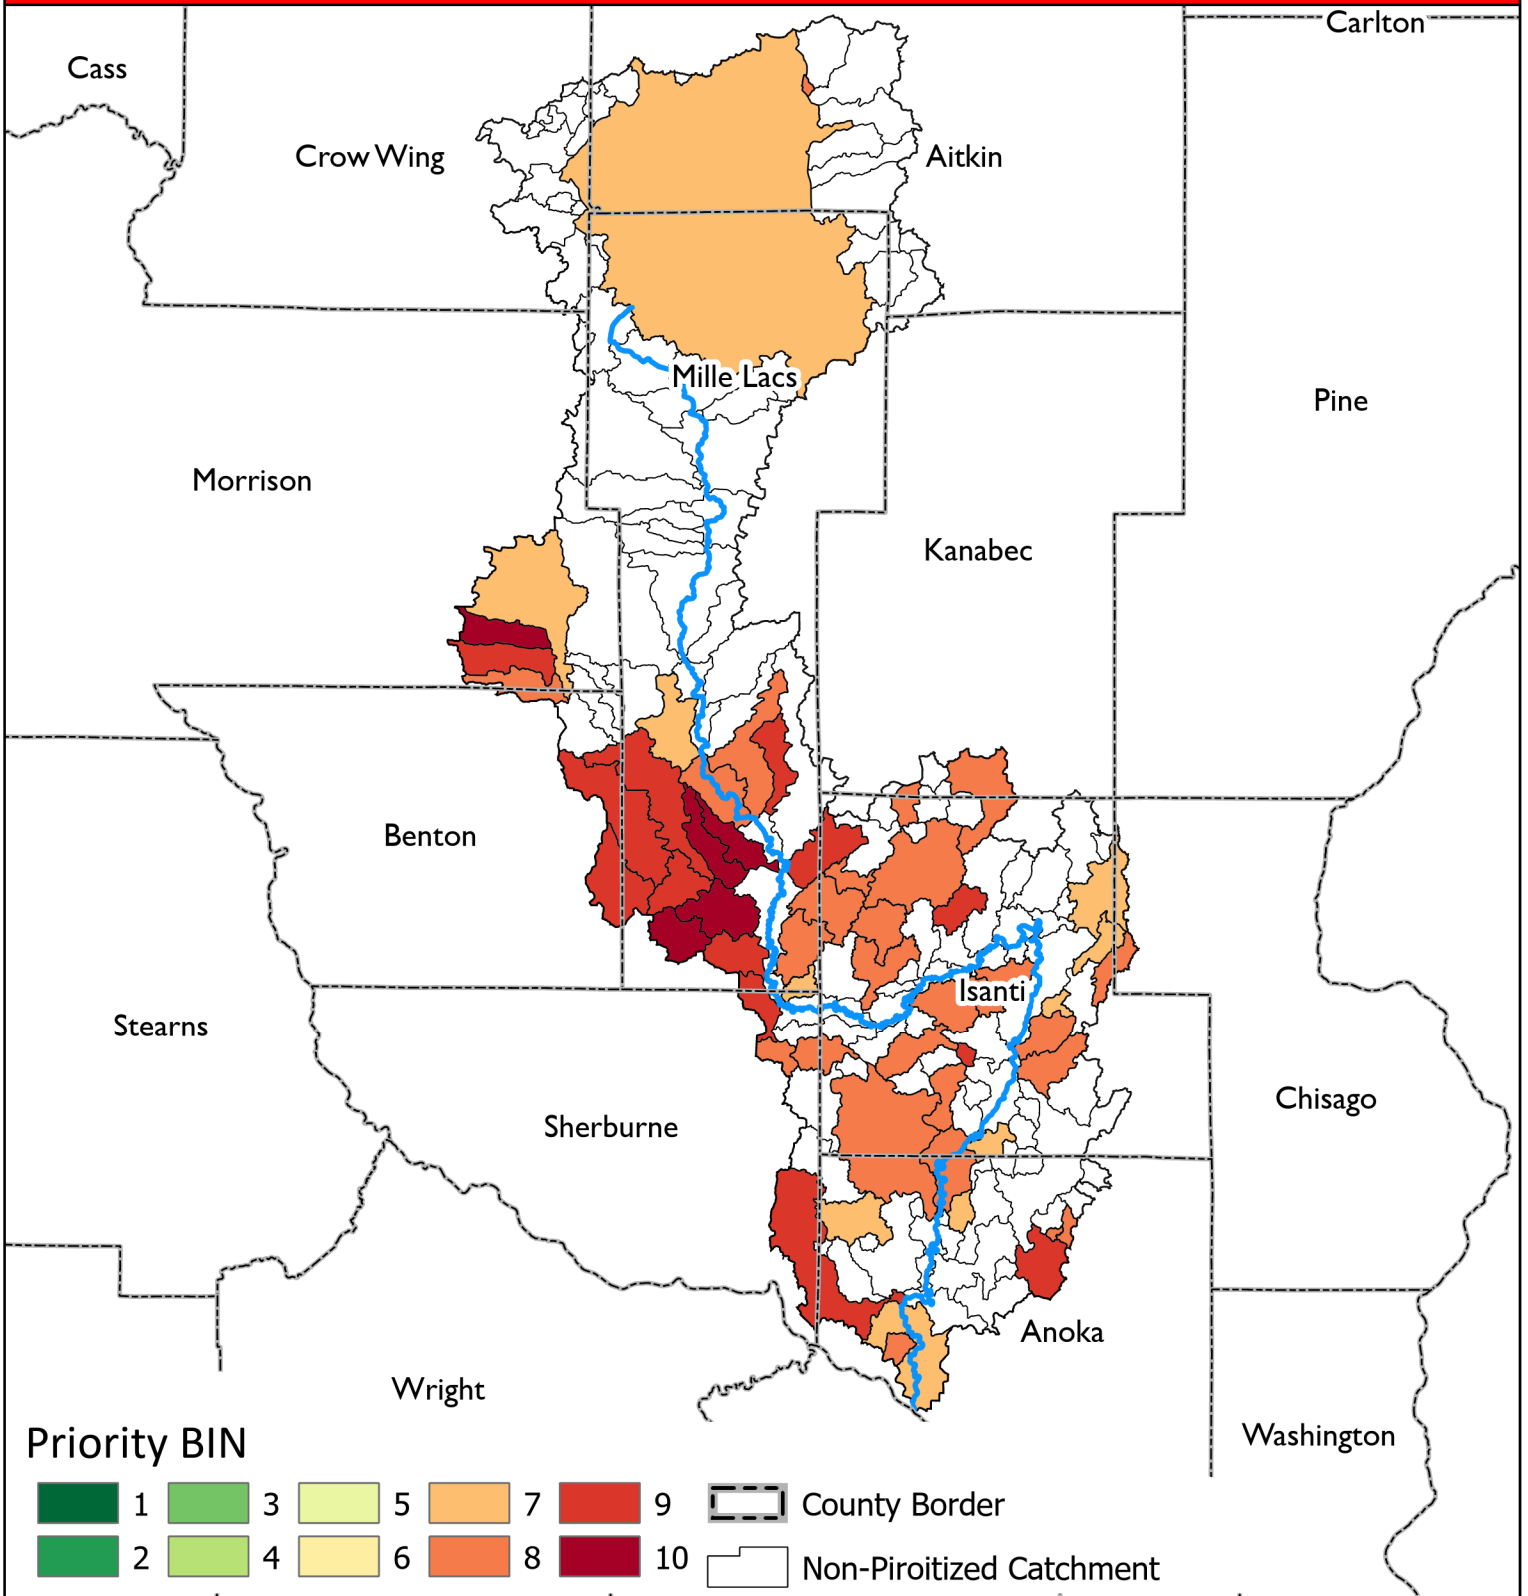 Carlton
Cass
Crow Wing
Aitkin
Mille Lacs
Pine
Morrison
Kanabec
Benton
Isanti
Stearns
Sherburne
Chisago
Anoka
Wright
Washington
Priority BIN
1 3 5 7 9 County Border
2 4 6 8 10 Non-Piroitized Catchment